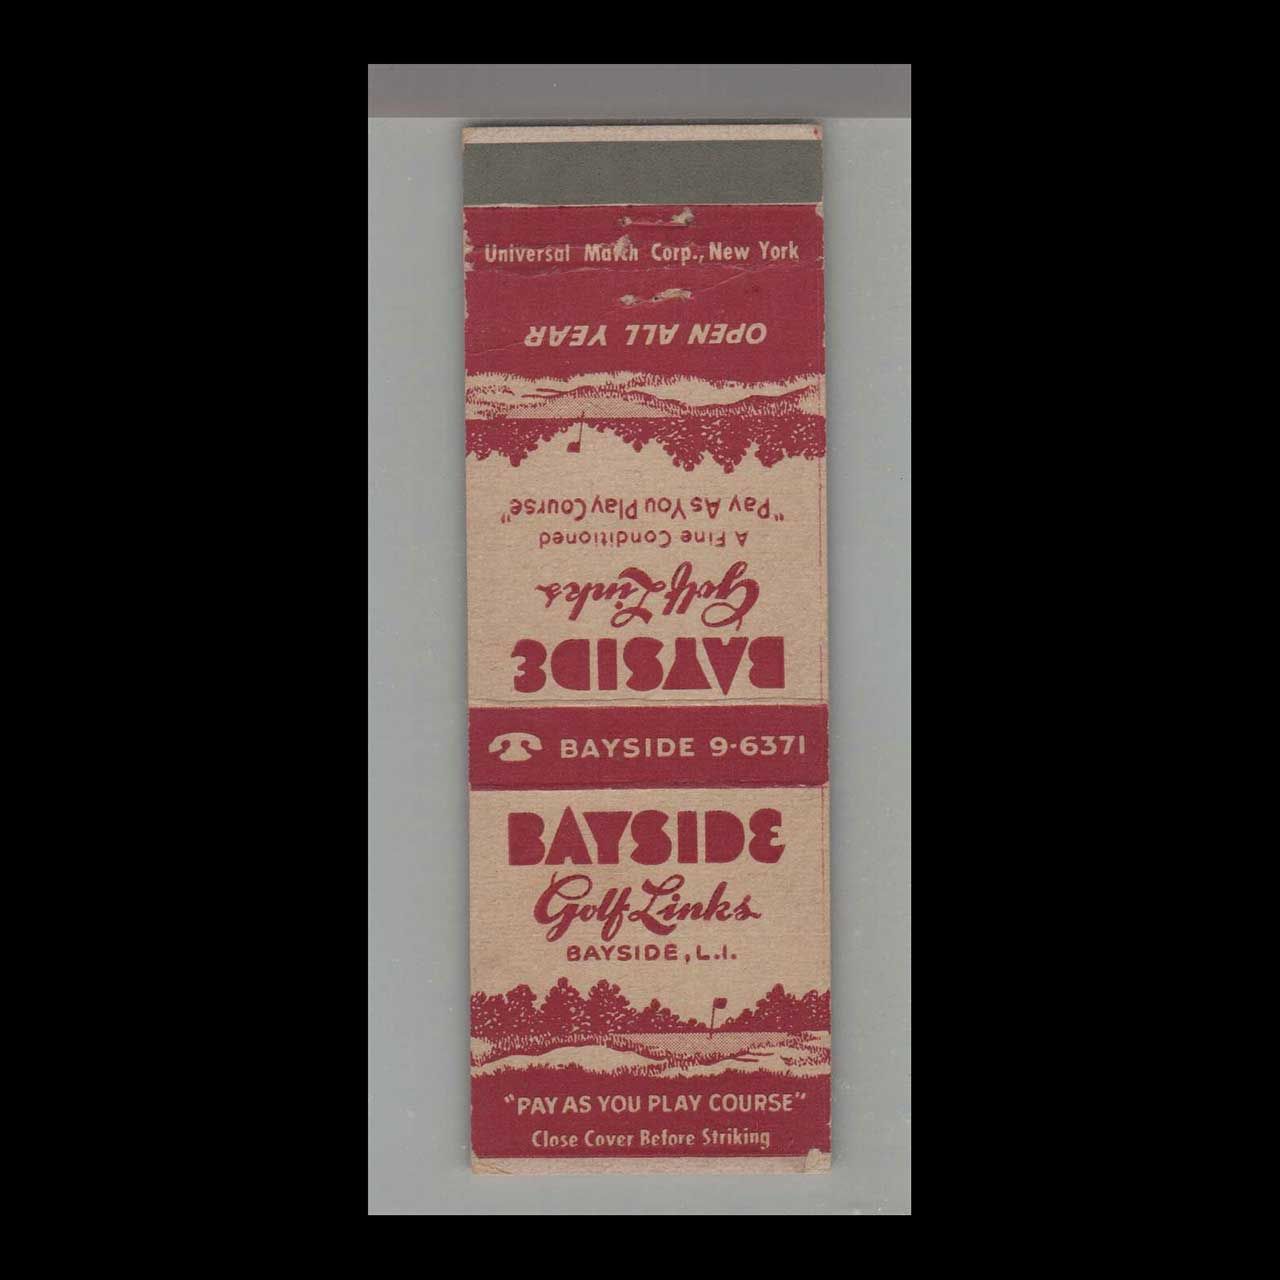 Universal Match Corp., New York
OPEN ALL YEAR
"Pay As You Play Course"
A Fine Conditioned
Golf Links
BAYSIDE
BAYSIDE 9-6371
BAYSIDE
Golf Links
BAYSIDE, L.I.
"PAY AS YOU PLAY COURSE"
Close Cover Before Striking